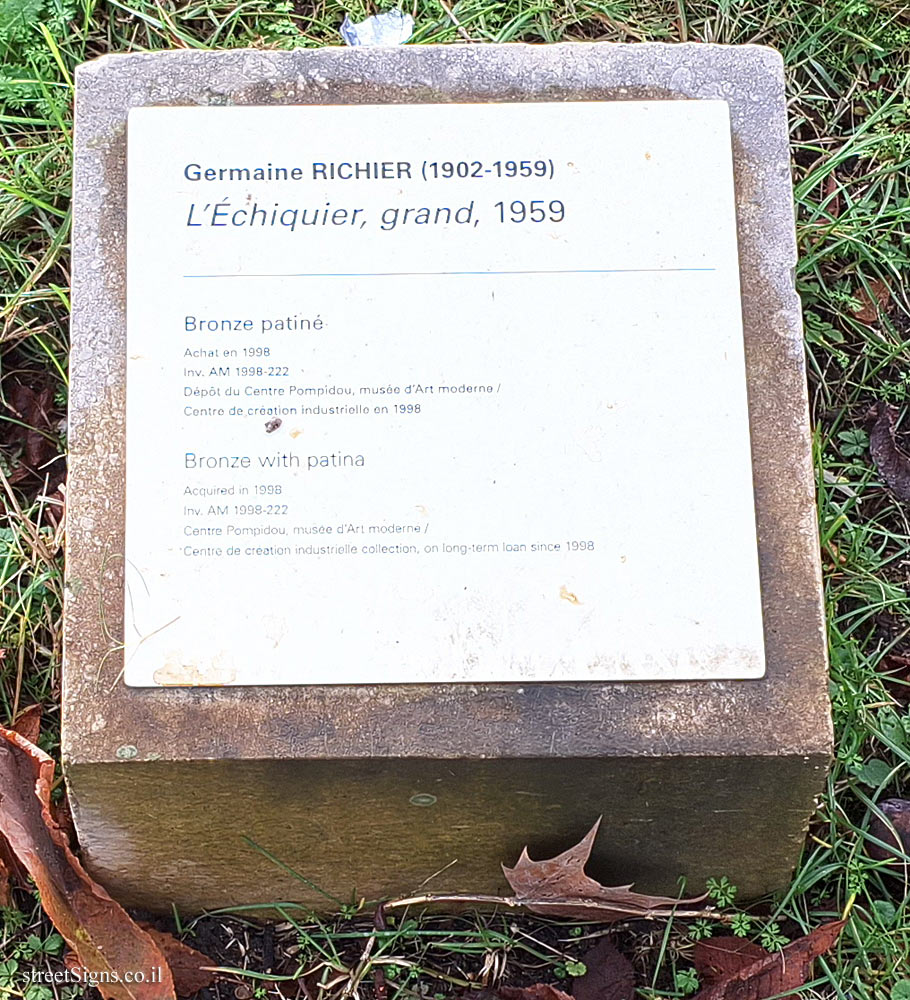 Germaine RICHIER (1902-1959)
L'Échiquier, grand, 1959
Bronze patiné
Achat en 1998
Inv. AM 1998-222
Dépôt du Centre Pompidou, musée d'Art moderne /
Centre de création industrielle en 1998
Bronze with patina
Acquired in 1998
Inv. AM 1998-222
Centre Pompidou, musée d'Art moderne /
Centre de création industrielle collection, on long-term loan since 1998
streetSigns.co.il